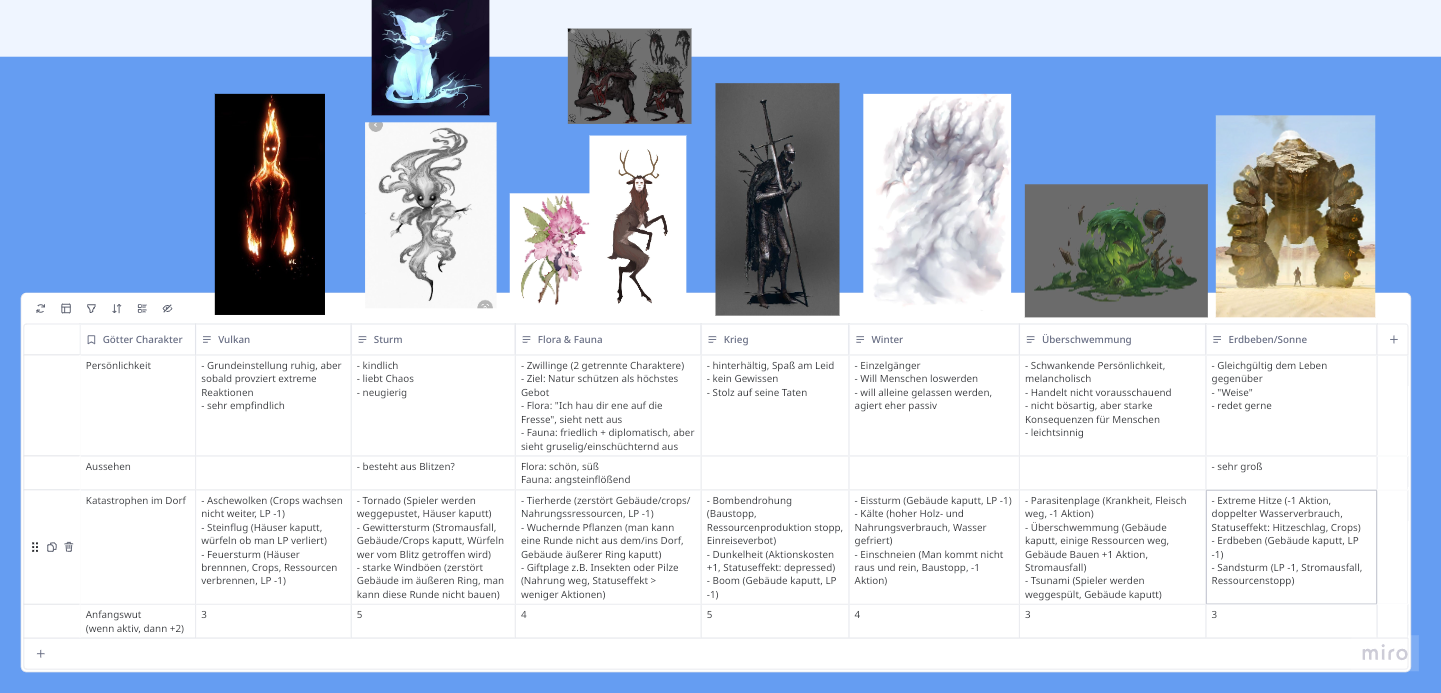 Götter Charakter
Vulkan
Sturm
Flora & Fauna
Krieg
Winter
Überschwemmung
Erdbeben/Sonne
Persönlichkeit
- Grundeinstellung ruhig, aber
sobald provziert extreme
Reaktionen
- sehr empfindlich
- kindlich
- liebt Chaos
- neugierig
- Zwillinge (2 getrennte Charaktere)
- Ziel: Natur schützen als höchstes
Gebot
- Flora: "Ich hau dir ene auf die
Fresse", sieht nett aus
- Fauna: friedlich + diplomatisch, aber
sieht gruselig/einschüchternd aus
- hinterhältig, Spaß am Leid
- kein Gewissen
- Stolz auf seine Taten
- Einzelgänger
- Will Menschen loswerden
- will alleine gelassen werden,
agiert eher passiv
- Schwankende Persönlichkeit,
melancholisch
- Handelt nicht vorausschauend
- nicht bösartig, aber starke
Konsequenzen für Menschen
- leichtsinnig
- Gleichgültig dem Leben
gegenüber
- "Weise"
- redet gerne
Aussehen
- besteht aus Blitzen?
Flora: schön, süß
Fauna: angsteinflößend
- sehr groß
Katastrophen im Dorf
- Aschewolken (Crops wachsen
nicht weiter, LP -1)
- Steinflug (Häuser kaputt,
würfeln ob man LP verliert)
- Feuersturm (Häuser
brennnen, Crops, Ressourcen
verbrennen, LP -1)
- Tornado (Spieler werden
weggepustet, Häuser kaputt)
- Gewittersturm (Stromausfall,
Gebäude/Crops kaputt, Würfeln
wer vom Blitz getroffen wird)
- starke Windböen (zerstört
Gebäude im äußeren Ring, man
kann diese Runde nicht bauen)
- Tierherde (zerstört Gebäude/crops/
Nahrungssressourcen, LP -1)
- Wuchernde Pflanzen (man kann
eine Runde nicht aus dem/ins Dorf,
Gebäude äußerer Ring kaputt)
- Giftplage z.B. Insekten oder Pilze
(Nahrung weg, Statuseffekt >
weniger Aktionen)
- Bombendrohung
(Baustopp,
Ressourcenproduktion stopp,
Einreiseverbot)
- Dunkelheit (Aktionskosten
+1, Statuseffekt: depressed)
- Boom (Gebäude kaputt, LP
-1)
- Eissturm (Gebäude kaputt, LP -1)
- Kälte (hoher Holz- und
Nahrungsverbrauch, Wasser
gefriert)
- Einschneien (Man kommt nicht
raus und rein, Baustopp, -1
Aktion)
- Parasitenplage (Krankheit, Fleisch
weg, -1 Aktion)
- Überschwemmung (Gebäude
kaputt, einige Ressourcen weg,
Gebäude Bauen +1 Aktion,
Stromausfall)
- Tsunami (Spieler werden
weggespült, Gebäude kaputt)
- Extreme Hitze (-1 Aktion,
doppelter Wasserverbrauch,
Statuseffekt: Hitzeschlag, Crops)
- Erdbeben (Gebäude kaputt, LP
-1)
- Sandsturm (LP -1, Stromausfall,
Ressourcenstopp)
Anfangswut
(wenn aktiv, dann +2)
3
5
4
5
4
3
3
miro